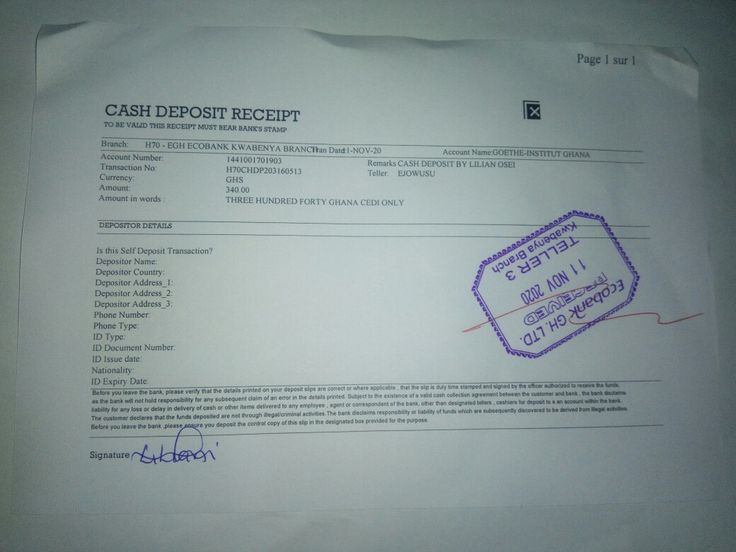 Page 1 sur 1
CASH DEPOSIT RECEIPT
TO BE VALID THIS RECEIPT MUST BEAR BANK'S STAMP
Branch: H70 - EGH ECOBANK KWABENYA BRANCH Tran Date 11-NOV-20 Account Name: GOETHE-INSTITUT GHANA
Account Number: 1441001701903 Remarks CASH DEPOSIT BY LILIAN OSEI
Transaction No: H70CHDP203160513 Teller: EJOWUSU
Currency: GHS
Amount: 340.00
Amount in words : THREE HUNDRED FORTY GHANA CEDI ONLY
DEPOSITOR DETAILS
Is this Self Deposit Transaction?
Depositor Name:
Depositor Country:
Depositor Address_1:
Depositor Address_2:
Depositor Address_3:
Phone Number:
Phone Type:
ID Type:
ID Document Number:
ID Issue date:
Nationality:
ID Expiry Date:
Ecobank GH. LTD.
RECEIVED
11 NOV 2020
TELLER 3
Kwabenya Branch
Before you leave the bank, please verify that the details printed on your deposit slips are correct or where applicable , that the slip is duly time stamped and signed by the officer authorized to receive the funds,
as the bank will not hold responsibility for any subsequent claim of an error in the details printed. Subject to the existence of a valid cash collection agreement between the customer and bank , the bank disclaims
liability for any loss or delay in delivery of cash or other items delivered to any employee , agent or correspondent of the bank, other than designated tellers , cashiers for deposit to a an account within the bank.
The customer declares that the funds deposited are not through illegal/criminal activities. The bank disclaims responsibility or liability of funds which are subsequently discovered to be derived from illegal activities.
Before you leave the bank ,please ensure you deposit the control copy of this slip in the designated box provided for the purpose
Signature